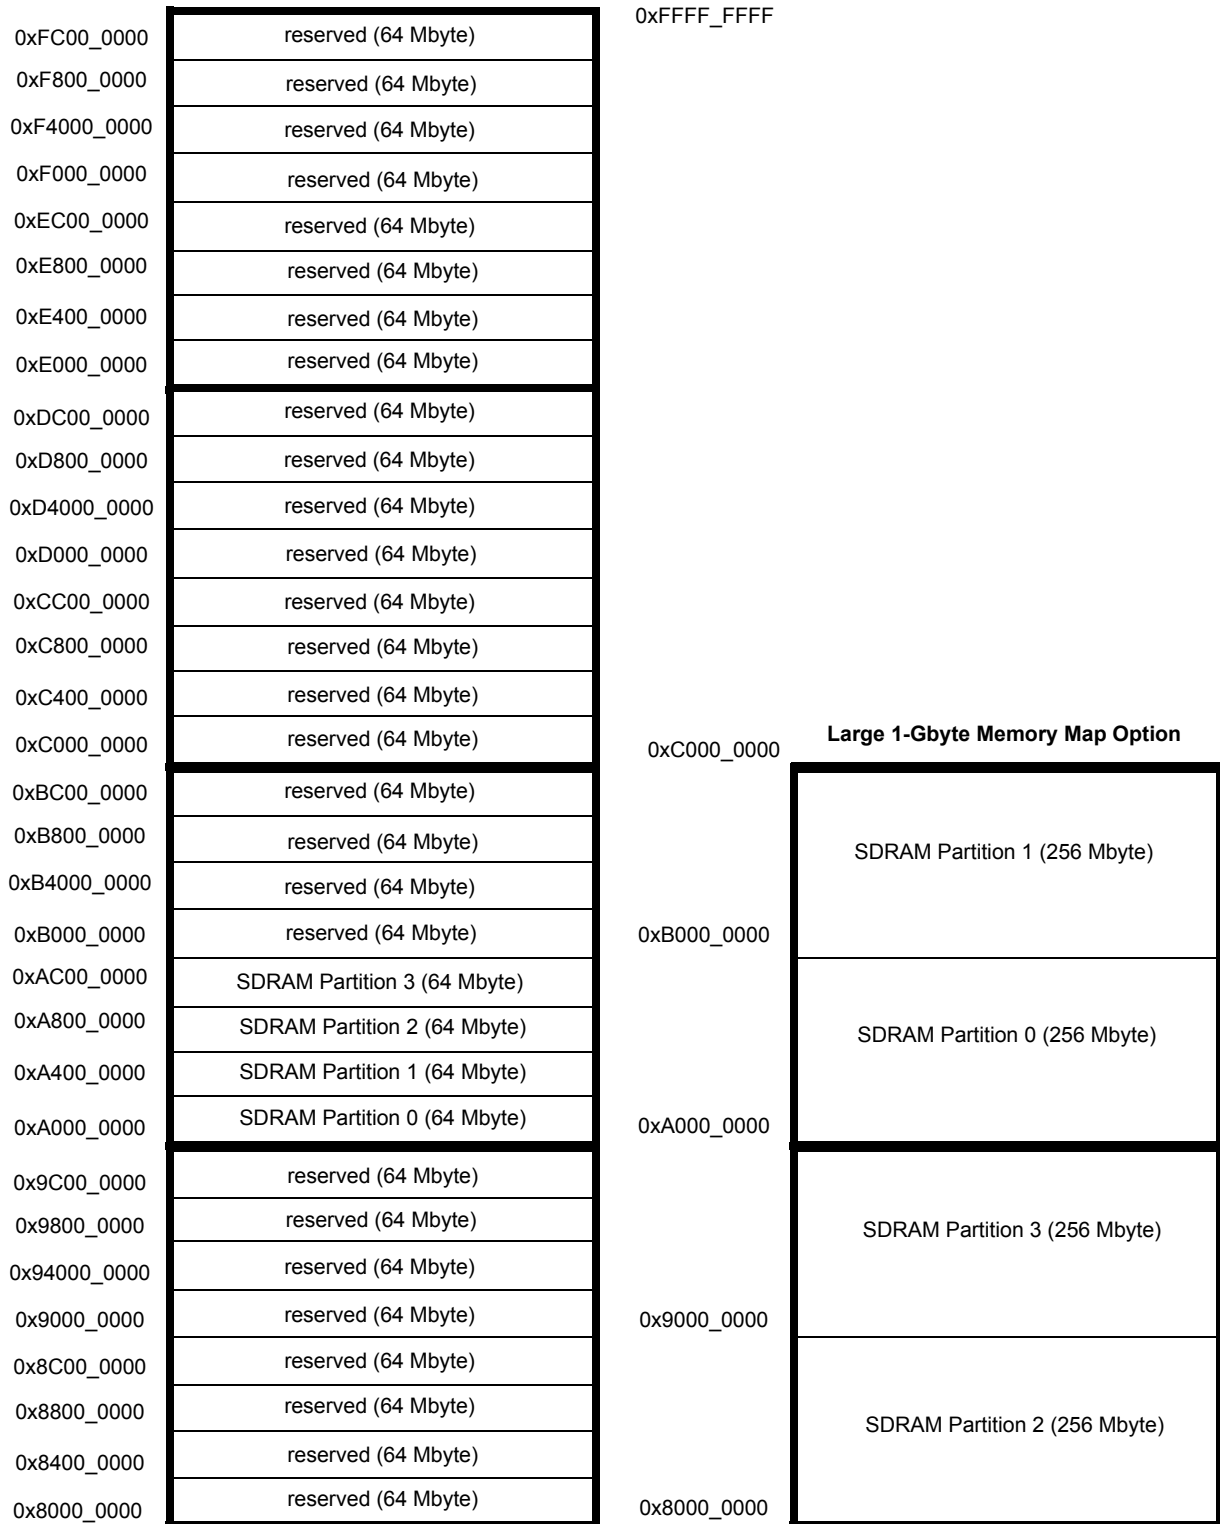 0xFFFF_FFFF
0xFC00_0000 reserved (64 Mbyte)
0xF800_0000 reserved (64 Mbyte)
0xF4000_0000 reserved (64 Mbyte)
0xF000_0000 reserved (64 Mbyte)
0xEC00_0000 reserved (64 Mbyte)
0xE800_0000 reserved (64 Mbyte)
0xE400_0000 reserved (64 Mbyte)
0xE000_0000 reserved (64 Mbyte)
0xDC00_0000 reserved (64 Mbyte)
0xD800_0000 reserved (64 Mbyte)
0xD4000_0000 reserved (64 Mbyte)
0xD000_0000 reserved (64 Mbyte)
0xCC00_0000 reserved (64 Mbyte)
0xC800_0000 reserved (64 Mbyte)
0xC400_0000 reserved (64 Mbyte)
0xC000_0000 reserved (64 Mbyte)
0xBC00_0000 reserved (64 Mbyte)
0xB800_0000 reserved (64 Mbyte)
0xB4000_0000 reserved (64 Mbyte)
0xB000_0000 reserved (64 Mbyte)
0xAC00_0000 SDRAM Partition 3 (64 Mbyte)
0xA800_0000 SDRAM Partition 2 (64 Mbyte)
0xA400_0000 SDRAM Partition 1 (64 Mbyte)
0xA000_0000 SDRAM Partition 0 (64 Mbyte)
0x9C00_0000 reserved (64 Mbyte)
0x9800_0000 reserved (64 Mbyte)
0x94000_0000 reserved (64 Mbyte)
0x9000_0000 reserved (64 Mbyte)
0x8C00_0000 reserved (64 Mbyte)
0x8800_0000 reserved (64 Mbyte)
0x8400_0000 reserved (64 Mbyte)
0x8000_0000 reserved (64 Mbyte)
Large 1-Gbyte Memory Map Option
0xC000_0000
SDRAM Partition 1 (256 Mbyte)
0xB000_0000
SDRAM Partition 0 (256 Mbyte)
0xA000_0000
SDRAM Partition 3 (256 Mbyte)
0x9000_0000
SDRAM Partition 2 (256 Mbyte)
0x8000_0000